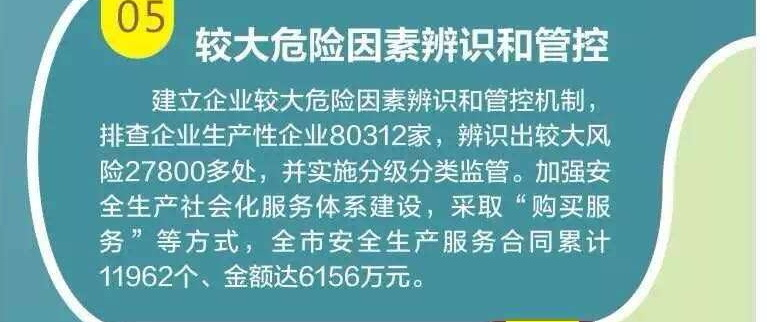 05
较大危险因素辨识和管控
建立企业较大危险因素辨识和管控机制，
排查企业生产性企业80312家，辨识出较大风
险27800多处，并实施分级分类监管。加强安
全生产社会化服务体系建设，采取“购买服
务”等方式，全市安全生产服务合同累计
11962个、金额达6156万元。